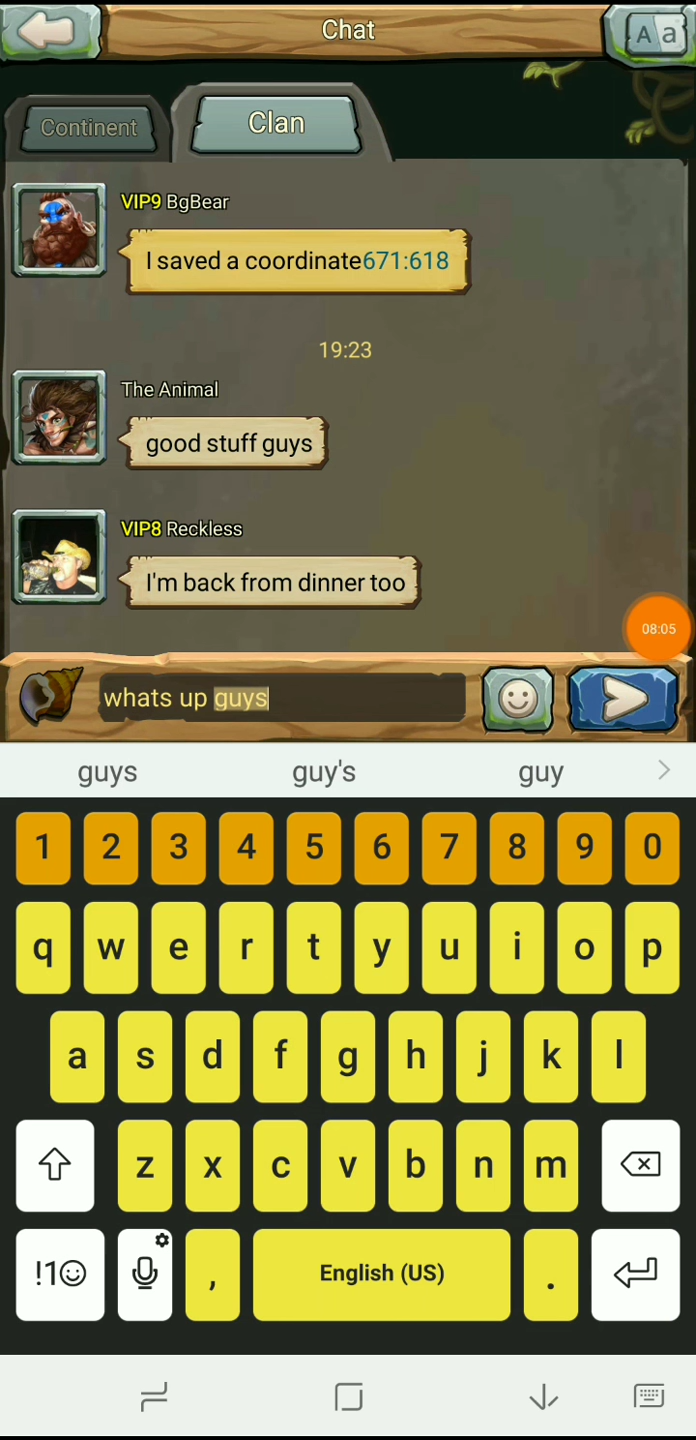 Chat
Aa
Continent
Clan
VIP9 BgBear
I saved a coordinate671:618
19:23
The Animal
good stuff guys
VIP8 Reckless
I'm back from dinner too
08:05
whats up guys
guys guy's guy
1 2 3 4 5 6 7 8 9 0
q w e r t y u i o p
a s d f g h j k l
z x c v b n m
!1☺ , English (US) .